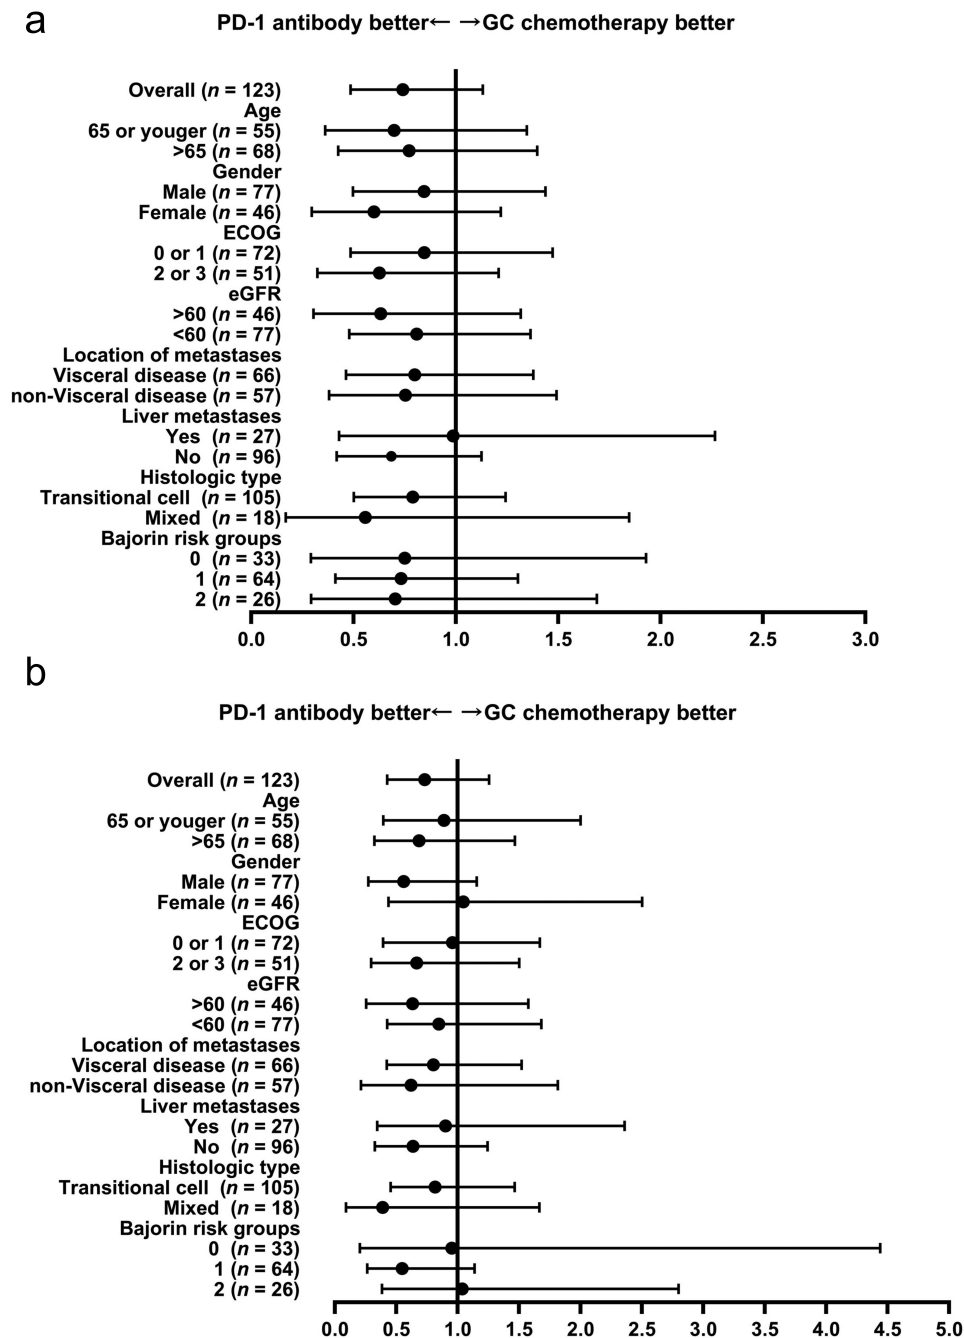 a
PD-1 antibody better← →GC chemotherapy better
Overall (n = 123)
Age
65 or youger (n = 55)
>65 (n = 68)
Gender
Male (n = 77)
Female (n = 46)
ECOG
0 or 1 (n = 72)
2 or 3 (n = 51)
eGFR
>60 (n = 46)
<60 (n = 77)
Location of metastases
Visceral disease (n = 66)
non-Visceral disease (n = 57)
Liver metastases
Yes (n = 27)
No (n = 96)
Histologic type
Transitional cell (n = 105)
Mixed (n = 18)
Bajorin risk groups
0 (n = 33)
1 (n = 64)
2 (n = 26)
0.0 0.5 1.0 1.5 2.0 2.5 3.0
b
PD-1 antibody better← →GC chemotherapy better
Overall (n = 123)
Age
65 or youger (n = 55)
>65 (n = 68)
Gender
Male (n = 77)
Female (n = 46)
ECOG
0 or 1 (n = 72)
2 or 3 (n = 51)
eGFR
>60 (n = 46)
<60 (n = 77)
Location of metastases
Visceral disease (n = 66)
non-Visceral disease (n = 57)
Liver metastases
Yes (n = 27)
No (n = 96)
Histologic type
Transitional cell (n = 105)
Mixed (n = 18)
Bajorin risk groups
0 (n = 33)
1 (n = 64)
2 (n = 26)
0.0 0.5 1.0 1.5 2.0 2.5 3.0 3.5 4.0 4.5 5.0